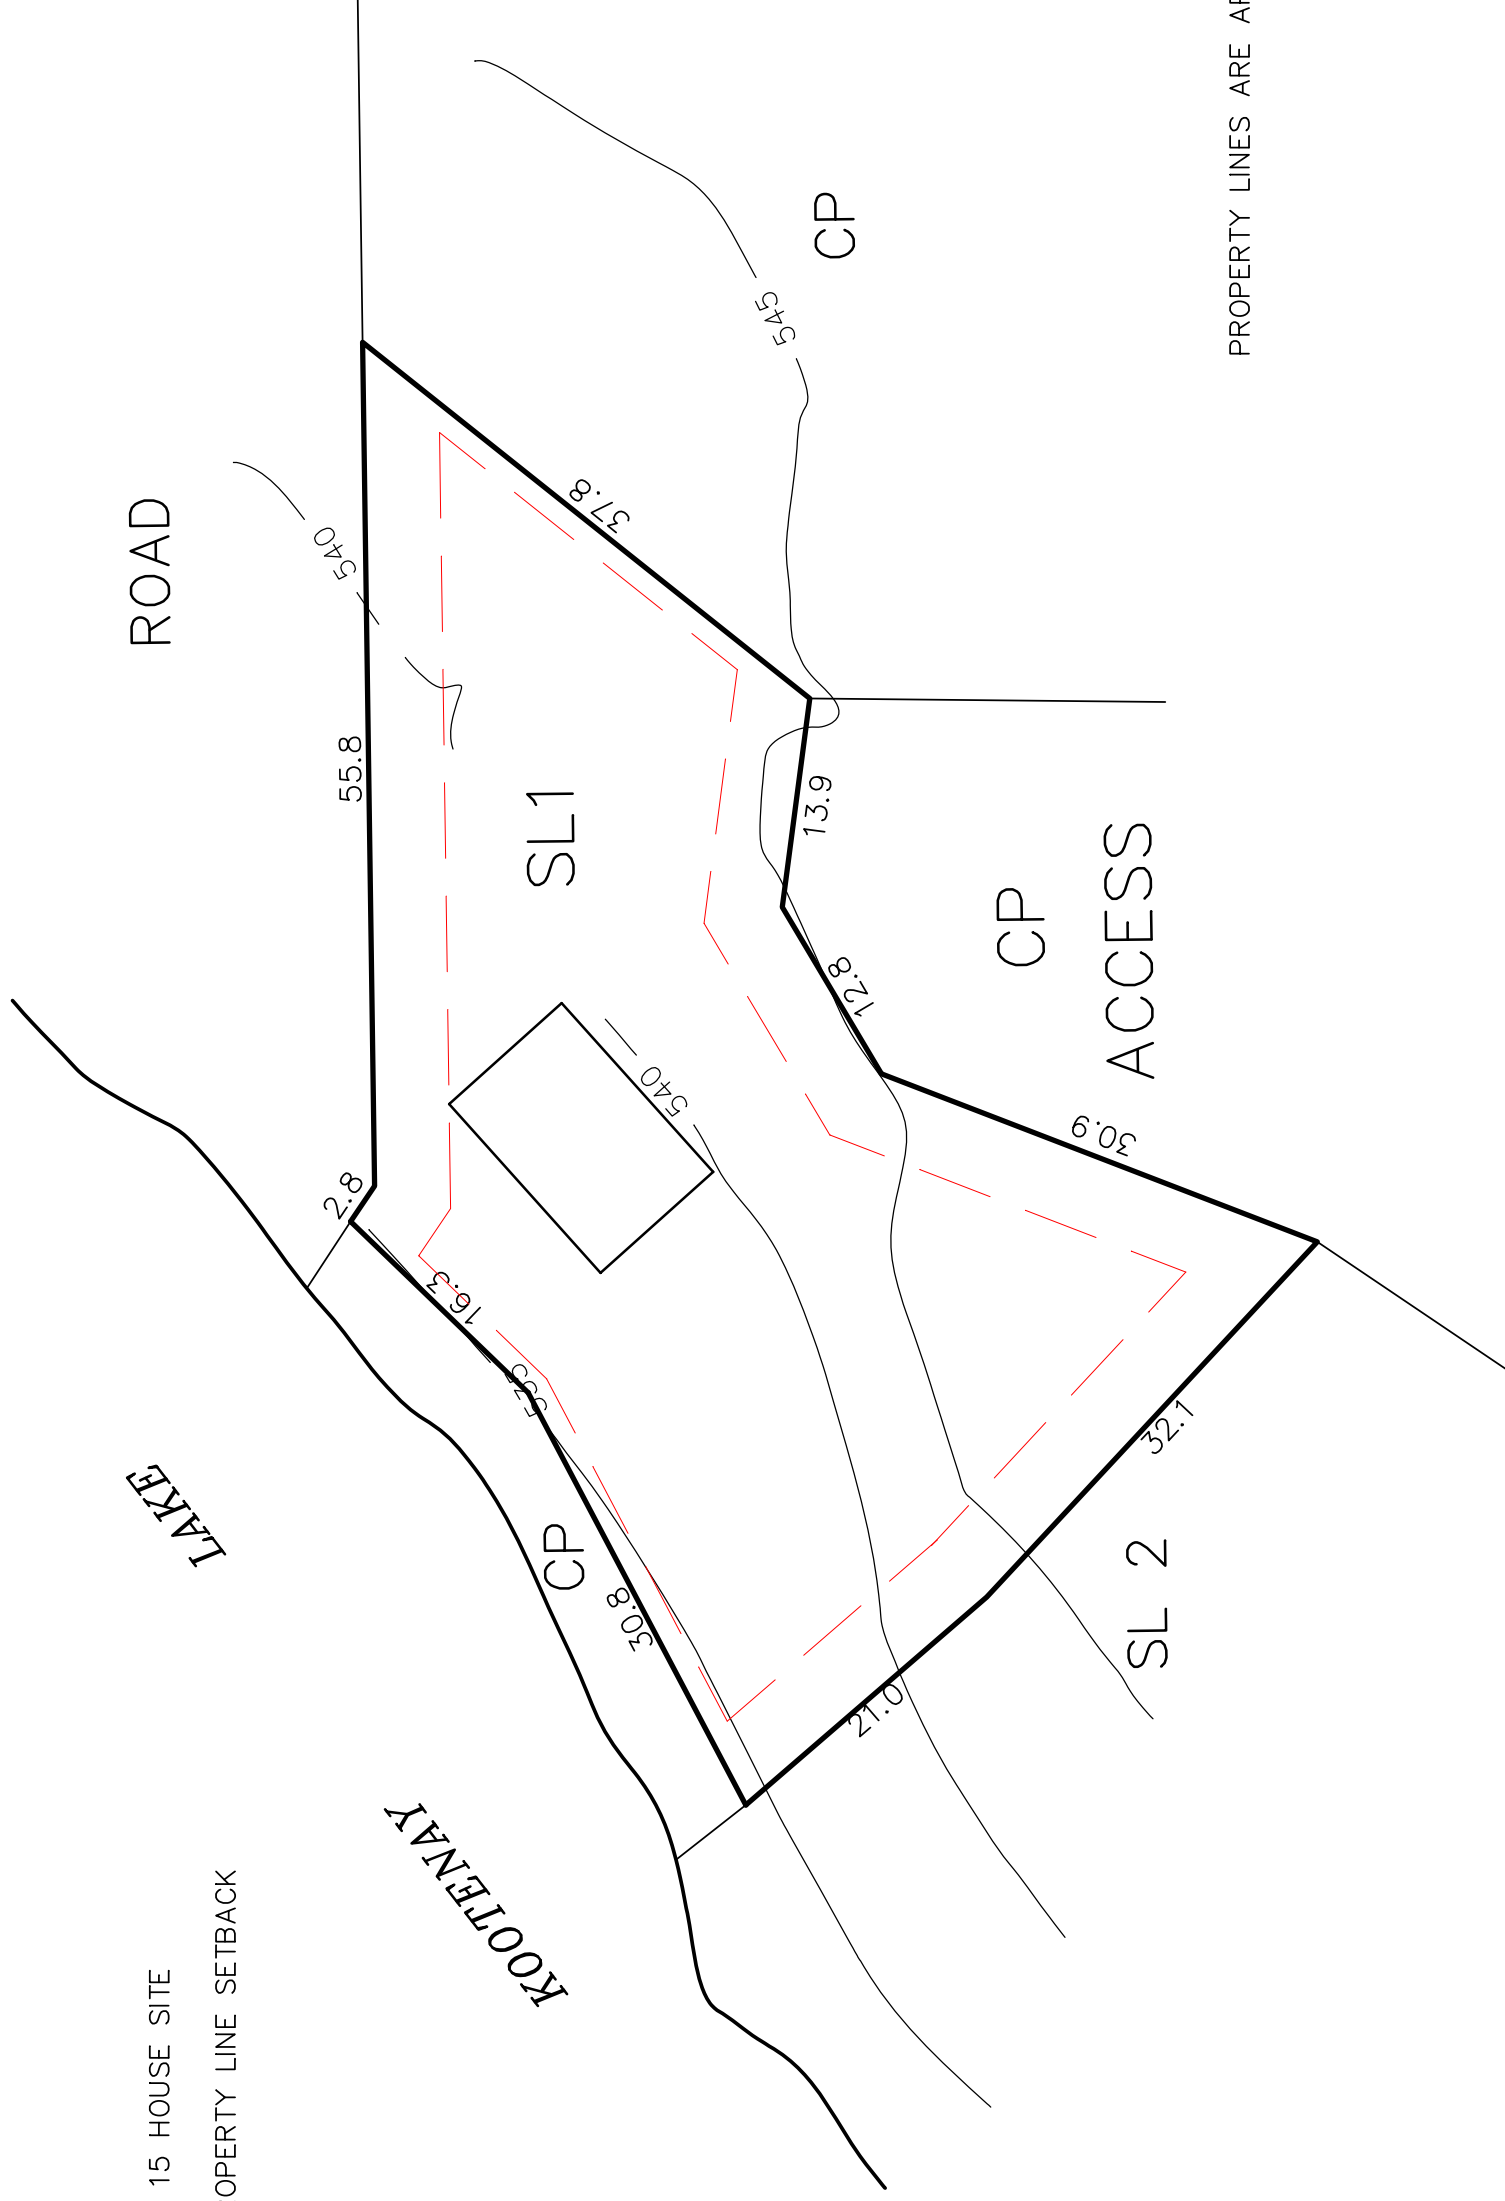 ROAD
540
545
CP
PROPERTY LINES ARE
37.8
55.8
SL1
13.9
12.8
CP
ACCESS
540
30.9
2.8
16.3
535
LAKE
CP
30.8
32.1
SL 2
21.0
KOOTENAY
15 HOUSE SITE
OPERTY LINE SETBACK